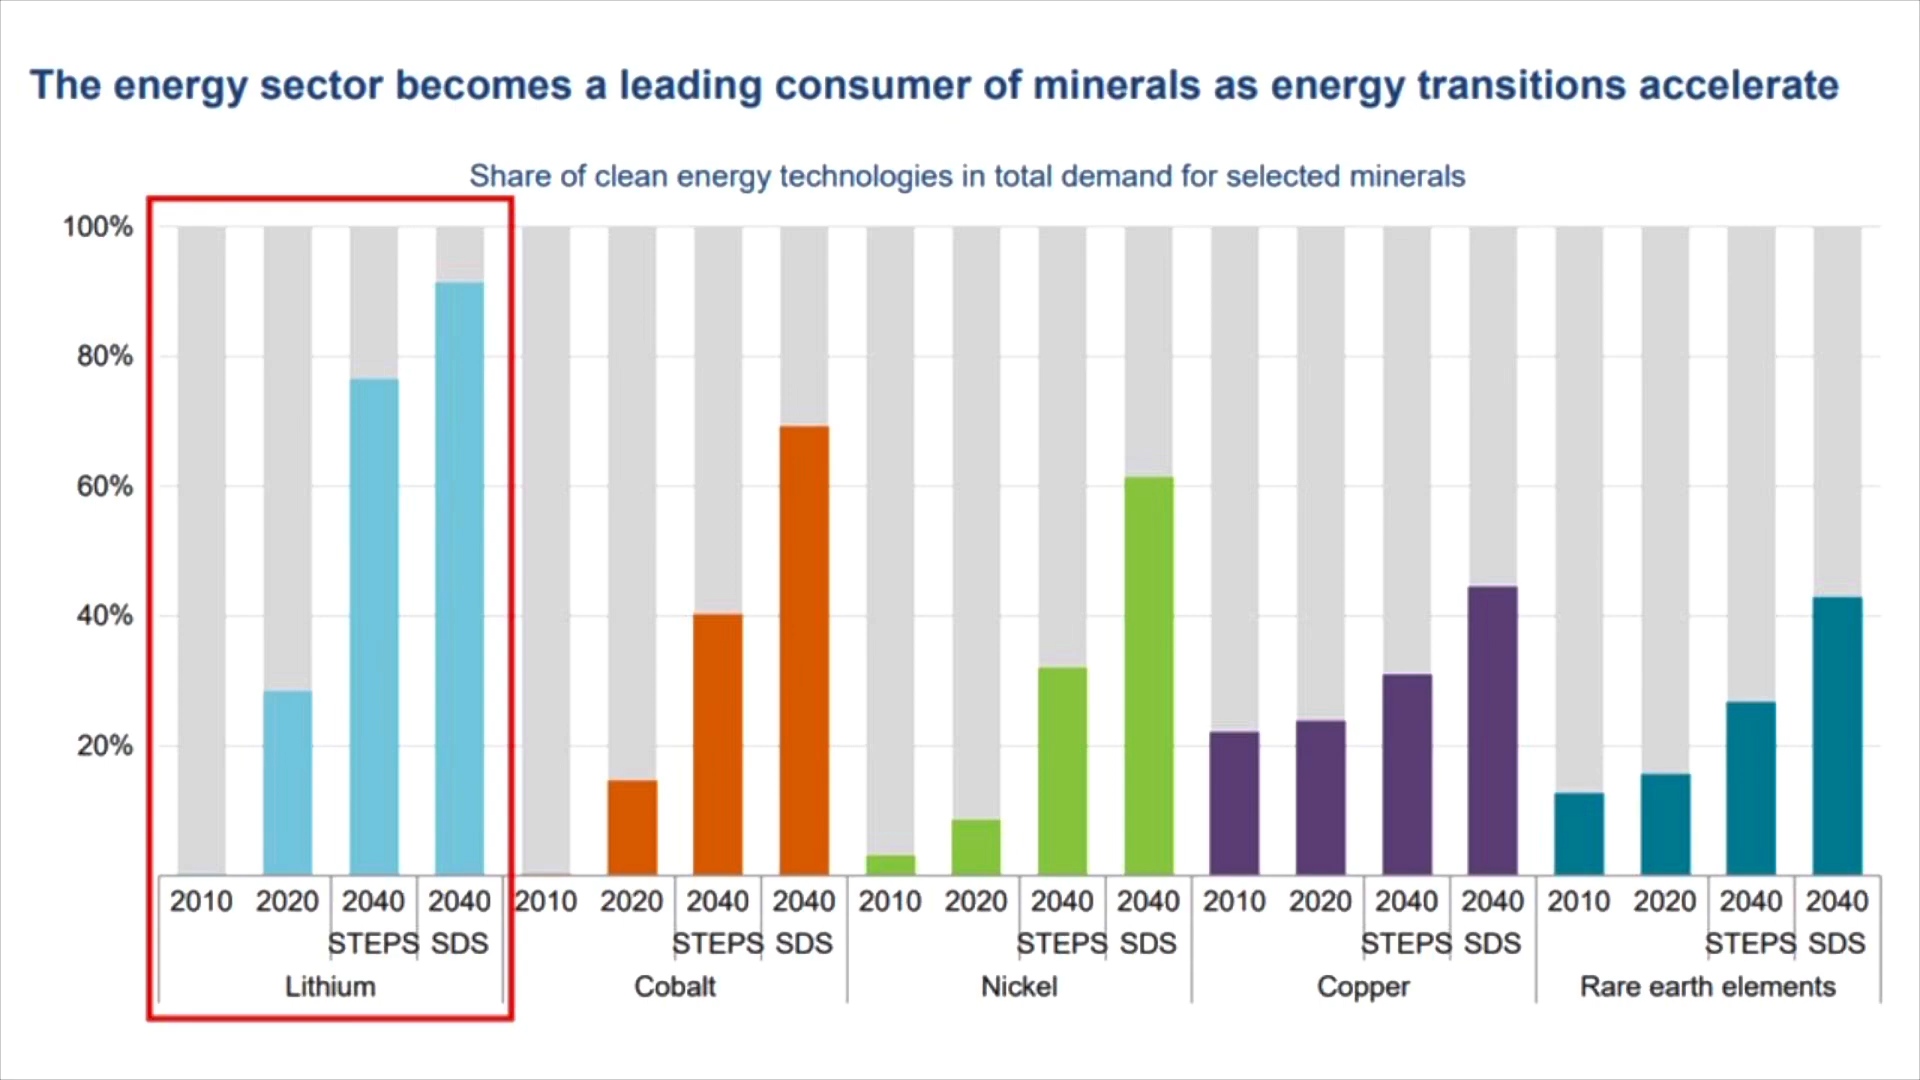 The energy sector becomes a leading consumer of minerals as energy transitions accelerate
Share of clean energy technologies in total demand for selected minerals
100%
80%
60%
40%
20%
2010 2020 2040 2040 2010 2020 2040 2040 2010 2020 2040 2040 2010 2020 2040 2040 2010 2020 2040 2040
STEPS SDS STEPS SDS STEPS SDS STEPS SDS STEPS SDS
Lithium Cobalt Nickel Copper Rare earth elements